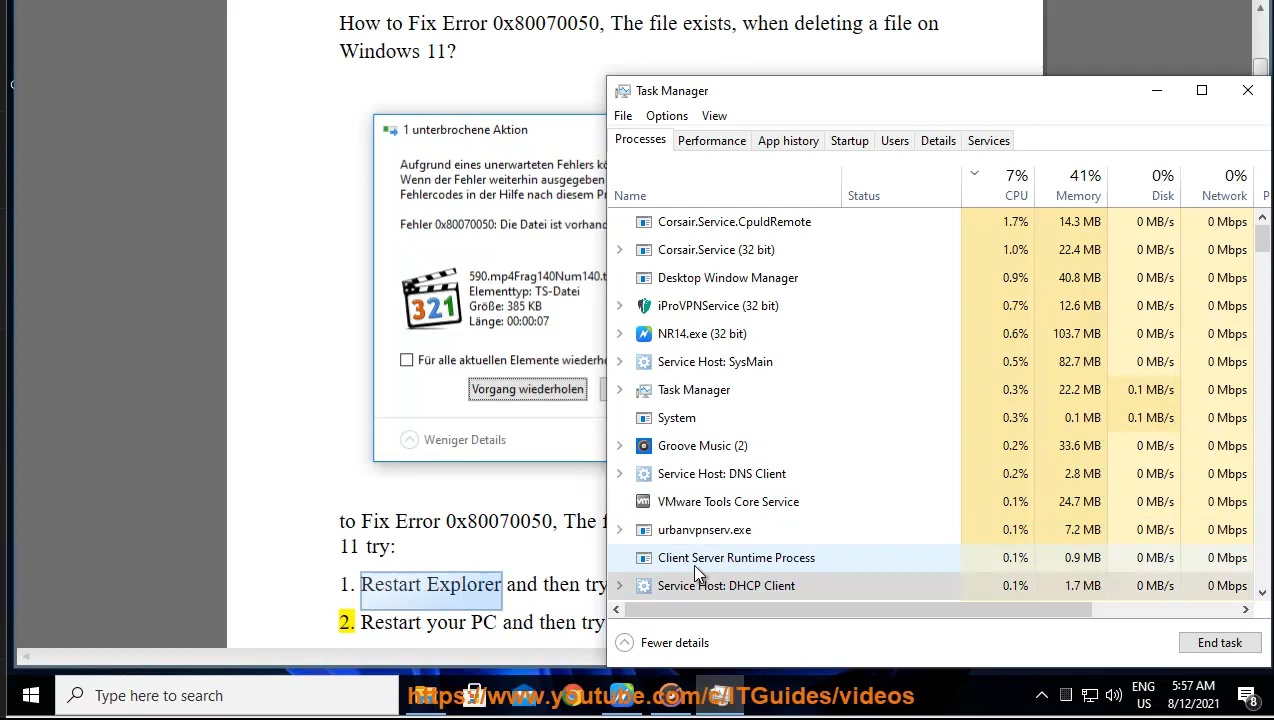 How to Fix Error 0x80070050, The file exists, when deleting a file on
Windows 11?
1 unterbrochene Aktion
Aufgrund eines unerwarteten Fehlers
Wenn der Fehler weiterhin ausgegeben
Fehlercodes in der Hilfe nach diesem
Fehler 0x80070050: Die Datei ist
590.mp4Frag140Num140.t
Elementtyp: TS-Datei
Größe: 385 KB
Länge: 00:00:07
321
Für alle aktuellen Elemente
Vorgang wiederholen
Weniger Details
to Fix Error 0x80070050, The
11 try:
1. Restart Explorer and then try
2. Restart your PC and then try
Task Manager
File Options View
Processes Performance App history Startup Users Details Services
7% 41% 0% 0%
Name Status CPU Memory Disk Network P
Corsair.Service.CpuIdRemote 1.7% 14.3 MB 0 MB/s 0 Mbps
Corsair.Service (32 bit) 1.0% 22.4 MB 0 MB/s 0 Mbps
Desktop Window Manager 0.9% 40.8 MB 0 MB/s 0 Mbps
iProVPNService (32 bit) 0.7% 12.6 MB 0 MB/s 0 Mbps
NR14.exe (32 bit) 0.6% 103.7 MB 0 MB/s 0 Mbps
Service Host: SysMain 0.5% 82.7 MB 0 MB/s 0 Mbps
Task Manager 0.3% 22.2 MB 0.1 MB/s 0 Mbps
System 0.3% 0.1 MB 0.1 MB/s 0 Mbps
Groove Music (2) 0.2% 33.6 MB 0 MB/s 0 Mbps
Service Host: DNS Client 0.2% 2.8 MB 0 MB/s 0 Mbps
vm VMware Tools Core Service 0.1% 24.7 MB 0 MB/s 0 Mbps
urbanvpnserv.exe 0.1% 7.2 MB 0 MB/s 0 Mbps
Client Server Runtime Process 0.1% 0.9 MB 0 MB/s 0 Mbps
Service Host: DHCP Client 0.1% 1.7 MB 0 MB/s 0 Mbps
Fewer details End task
Type here to search
https://www.youtube.com/c/ITGuides/videos
ENG
US
5:57 AM
8/12/2021
8